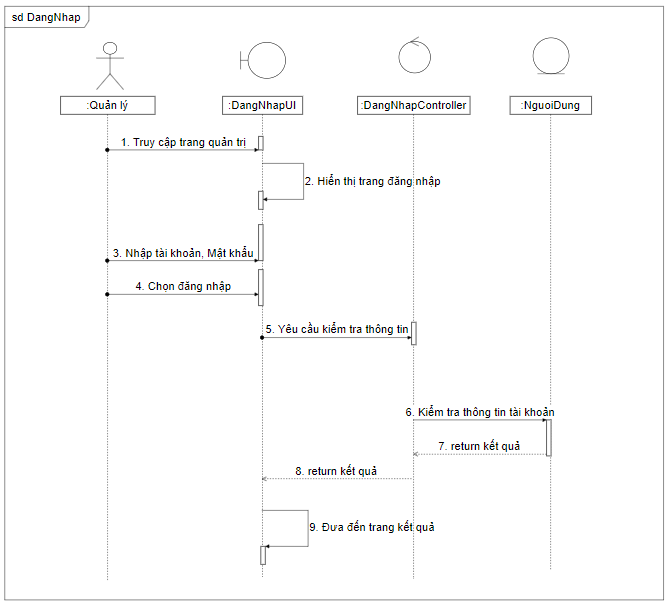 sd DangNhap
:Quản lý
:DangNhapUI
:DangNhapController
:NguoiDung
1. Truy cập trang quản trị
2. Hiển thị trang đăng nhập
3. Nhập tài khoản, Mật khẩu
4. Chọn đăng nhập
5. Yêu cầu kiểm tra thông tin
6. Kiểm tra thông tin tài khoản
7. return kết quả
8. return kết quả
9. Đưa đến trang kết quả